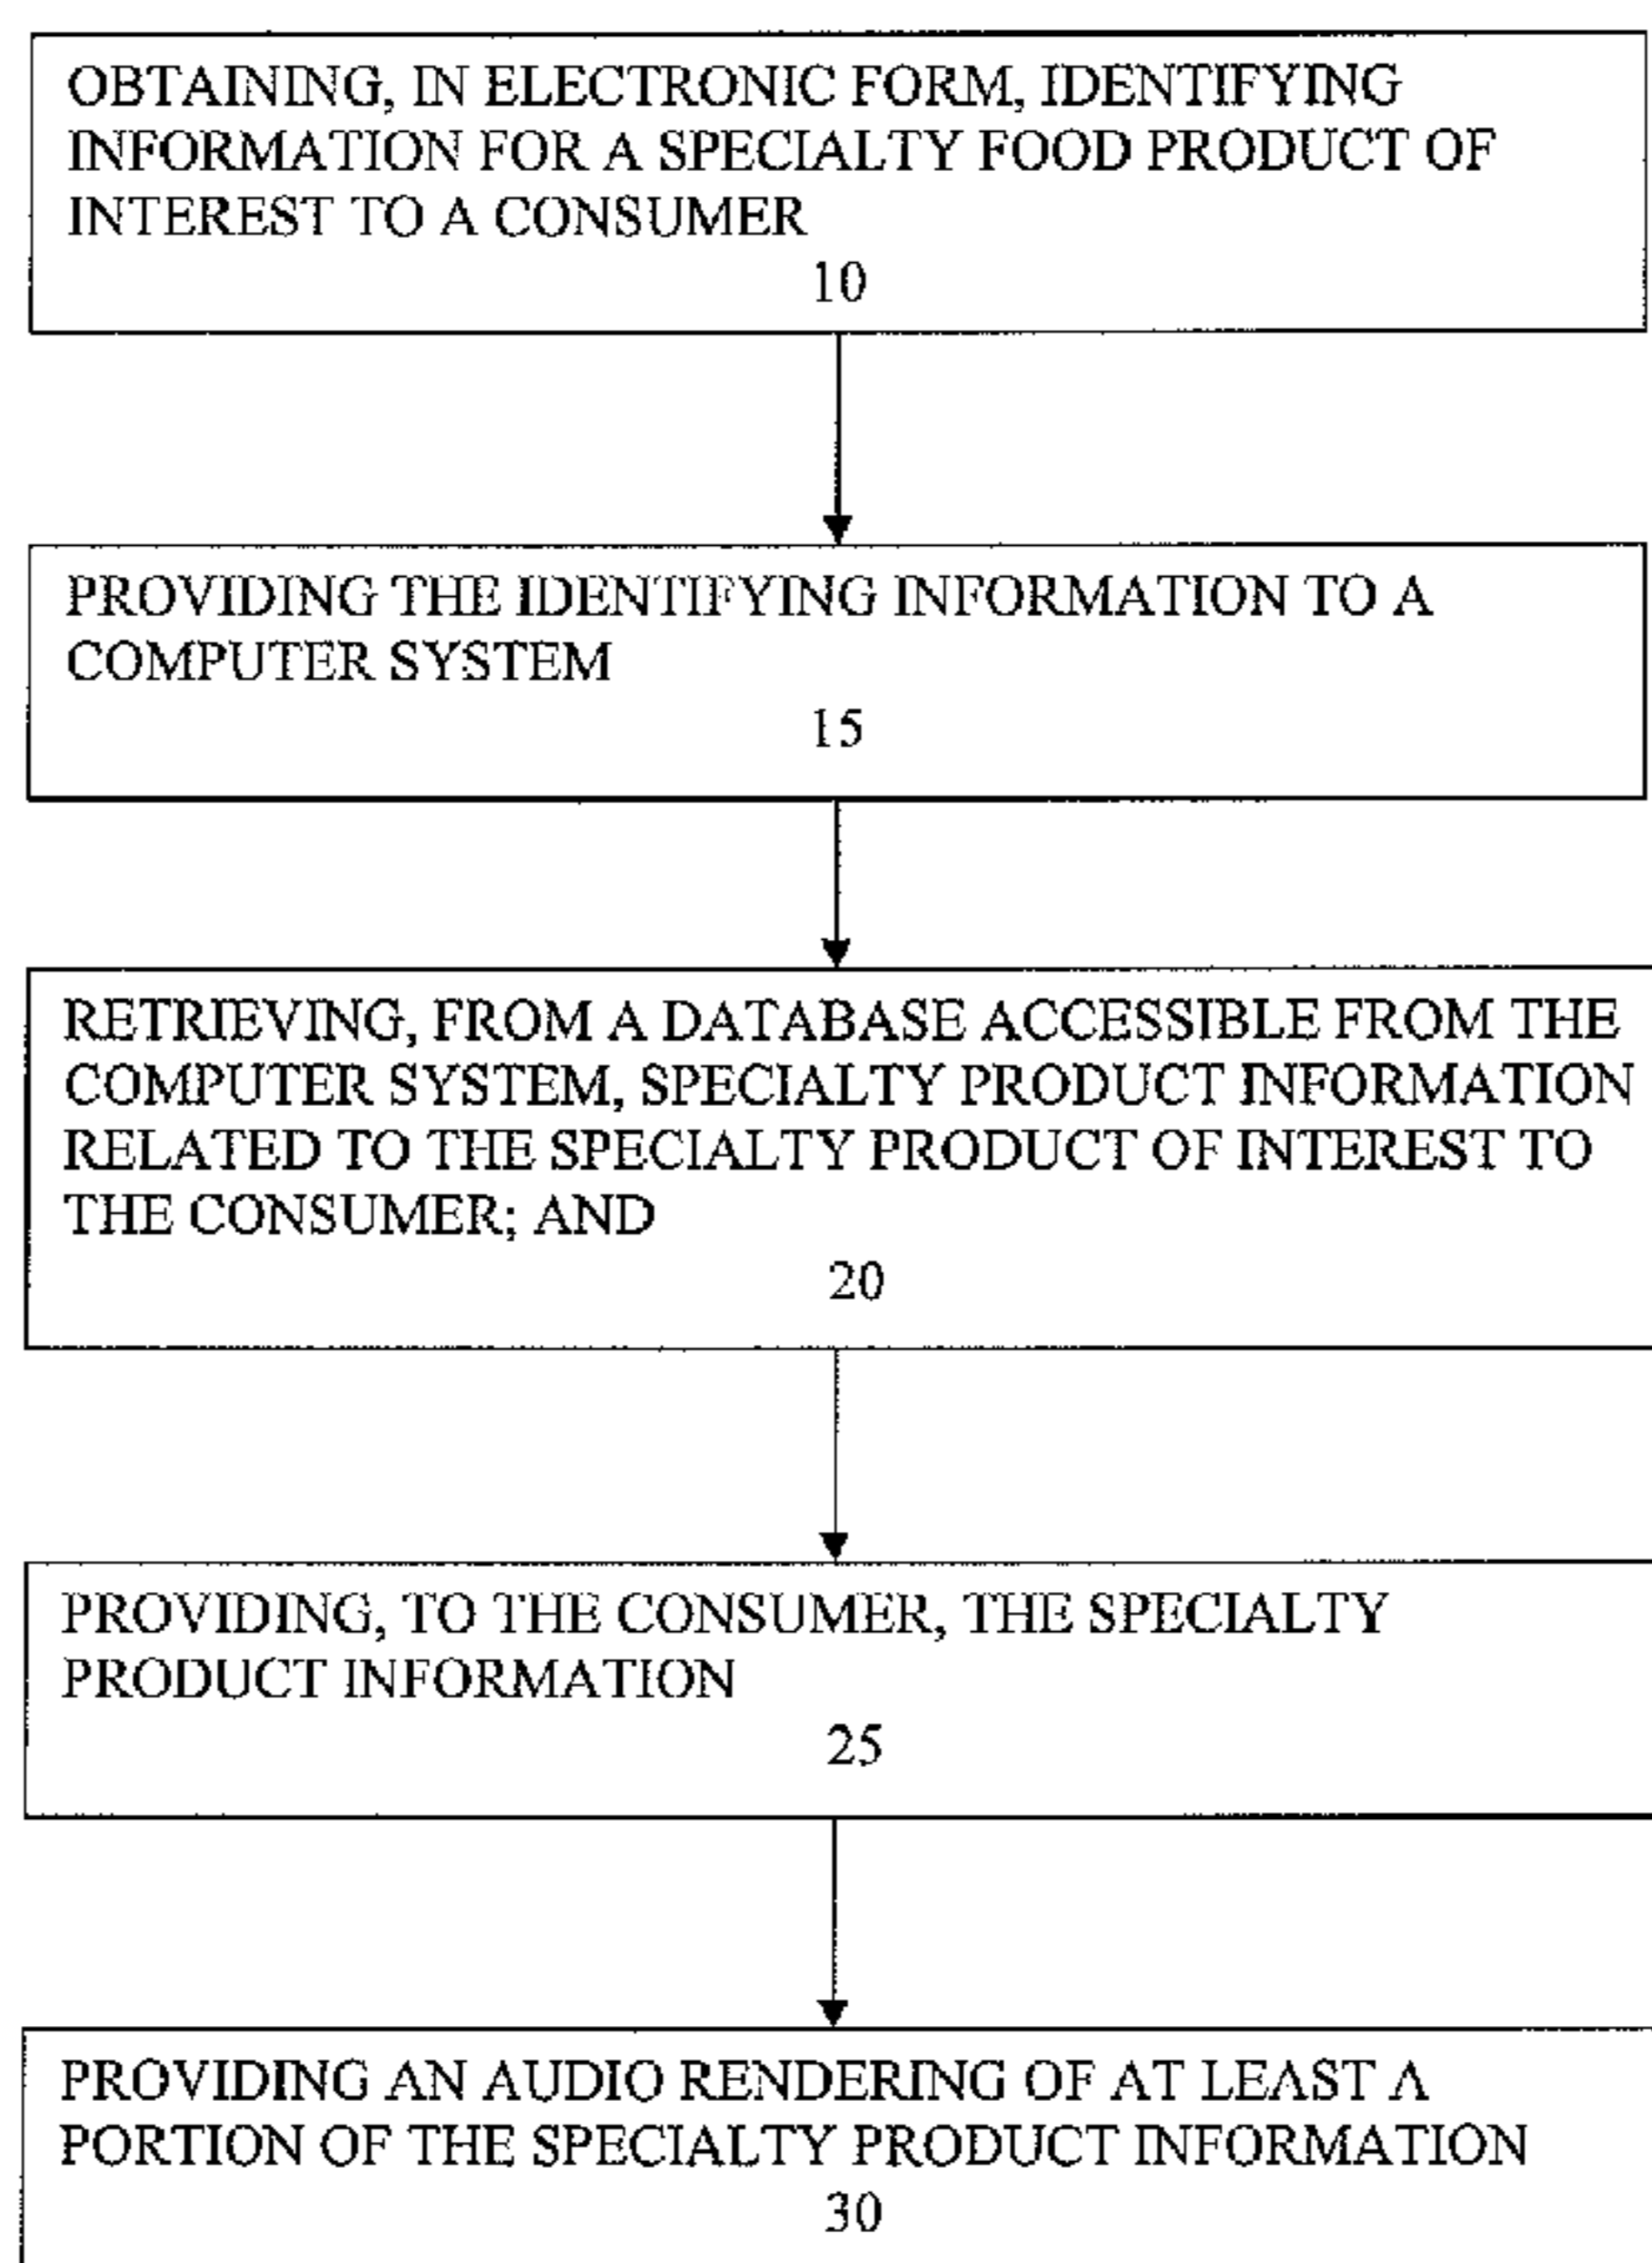 OBTAINING, IN ELECTRONIC FORM, IDENTIFYING
INFORMATION FOR A SPECIALTY FOOD PRODUCT OF
INTEREST TO A CONSUMER
10
PROVIDING THE IDENTIFYING INFORMATION TO A
COMPUTER SYSTEM
15
RETRIEVING, FROM A DATABASE ACCESSIBLE FROM THE
COMPUTER SYSTEM, SPECIALTY PRODUCT INFORMATION
RELATED TO THE SPECIALTY PRODUCT OF INTEREST TO
THE CONSUMER; AND
20
PROVIDING, TO THE CONSUMER, THE SPECIALTY
PRODUCT INFORMATION
25
PROVIDING AN AUDIO RENDERING OF AT LEAST A
PORTION OF THE SPECIALTY PRODUCT INFORMATION
30